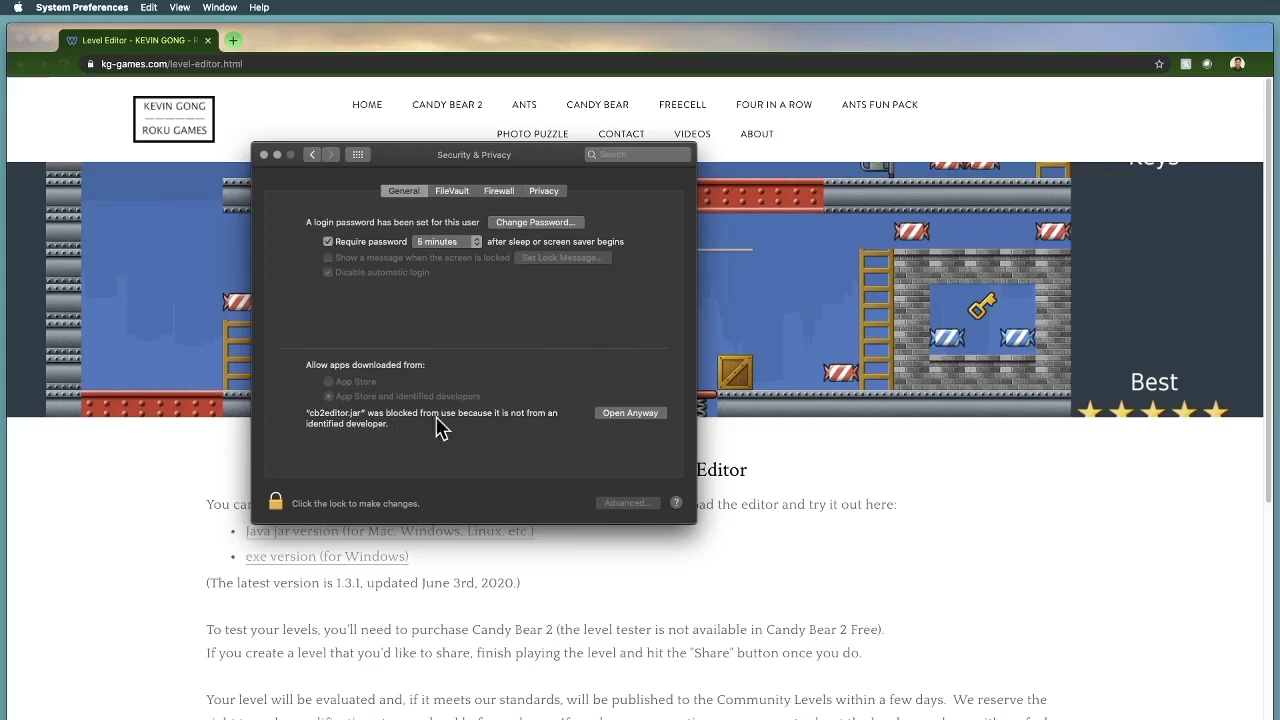 System Preferences Edit View Window Help
Level Editor - KEVIN GONG - R
kg-games.com/level-editor.html
KEVIN GONG
ROKU GAMES
HOME CANDY BEAR 2 ANTS CANDY BEAR FREECELL FOUR IN A ROW ANTS FUN PACK
PHOTO PUZZLE CONTACT VIDEOS ABOUT
Keys
Best
Security & Privacy
Search
General FileVault Firewall Privacy
A login password has been set for this user Change Password...
Require password 5 minutes after sleep or screen saver begins
Show a message when the screen is locked Set Lock Message...
Disable automatic login
Allow apps downloaded from:
App Store
App Store and identified developers
"cb2editor.jar" was blocked from use because it is not from an
identified developer.
Open Anyway
Click the lock to make changes.
Advanced... ?
Editor
You can oad the editor and try it out here:
Java jar version (for Mac, Windows, Linux, etc.)
exe version (for Windows)
(The latest version is 1.3.1, updated June 3rd, 2020.)
To test your levels, you'll need to purchase Candy Bear 2 (the level tester is not available in Candy Bear 2 Free).
If you create a level that you'd like to share, finish playing the level and hit the "Share" button once you do.
Your level will be evaluated and, if it meets our standards, will be published to the Community Levels within a few days. We reserve the